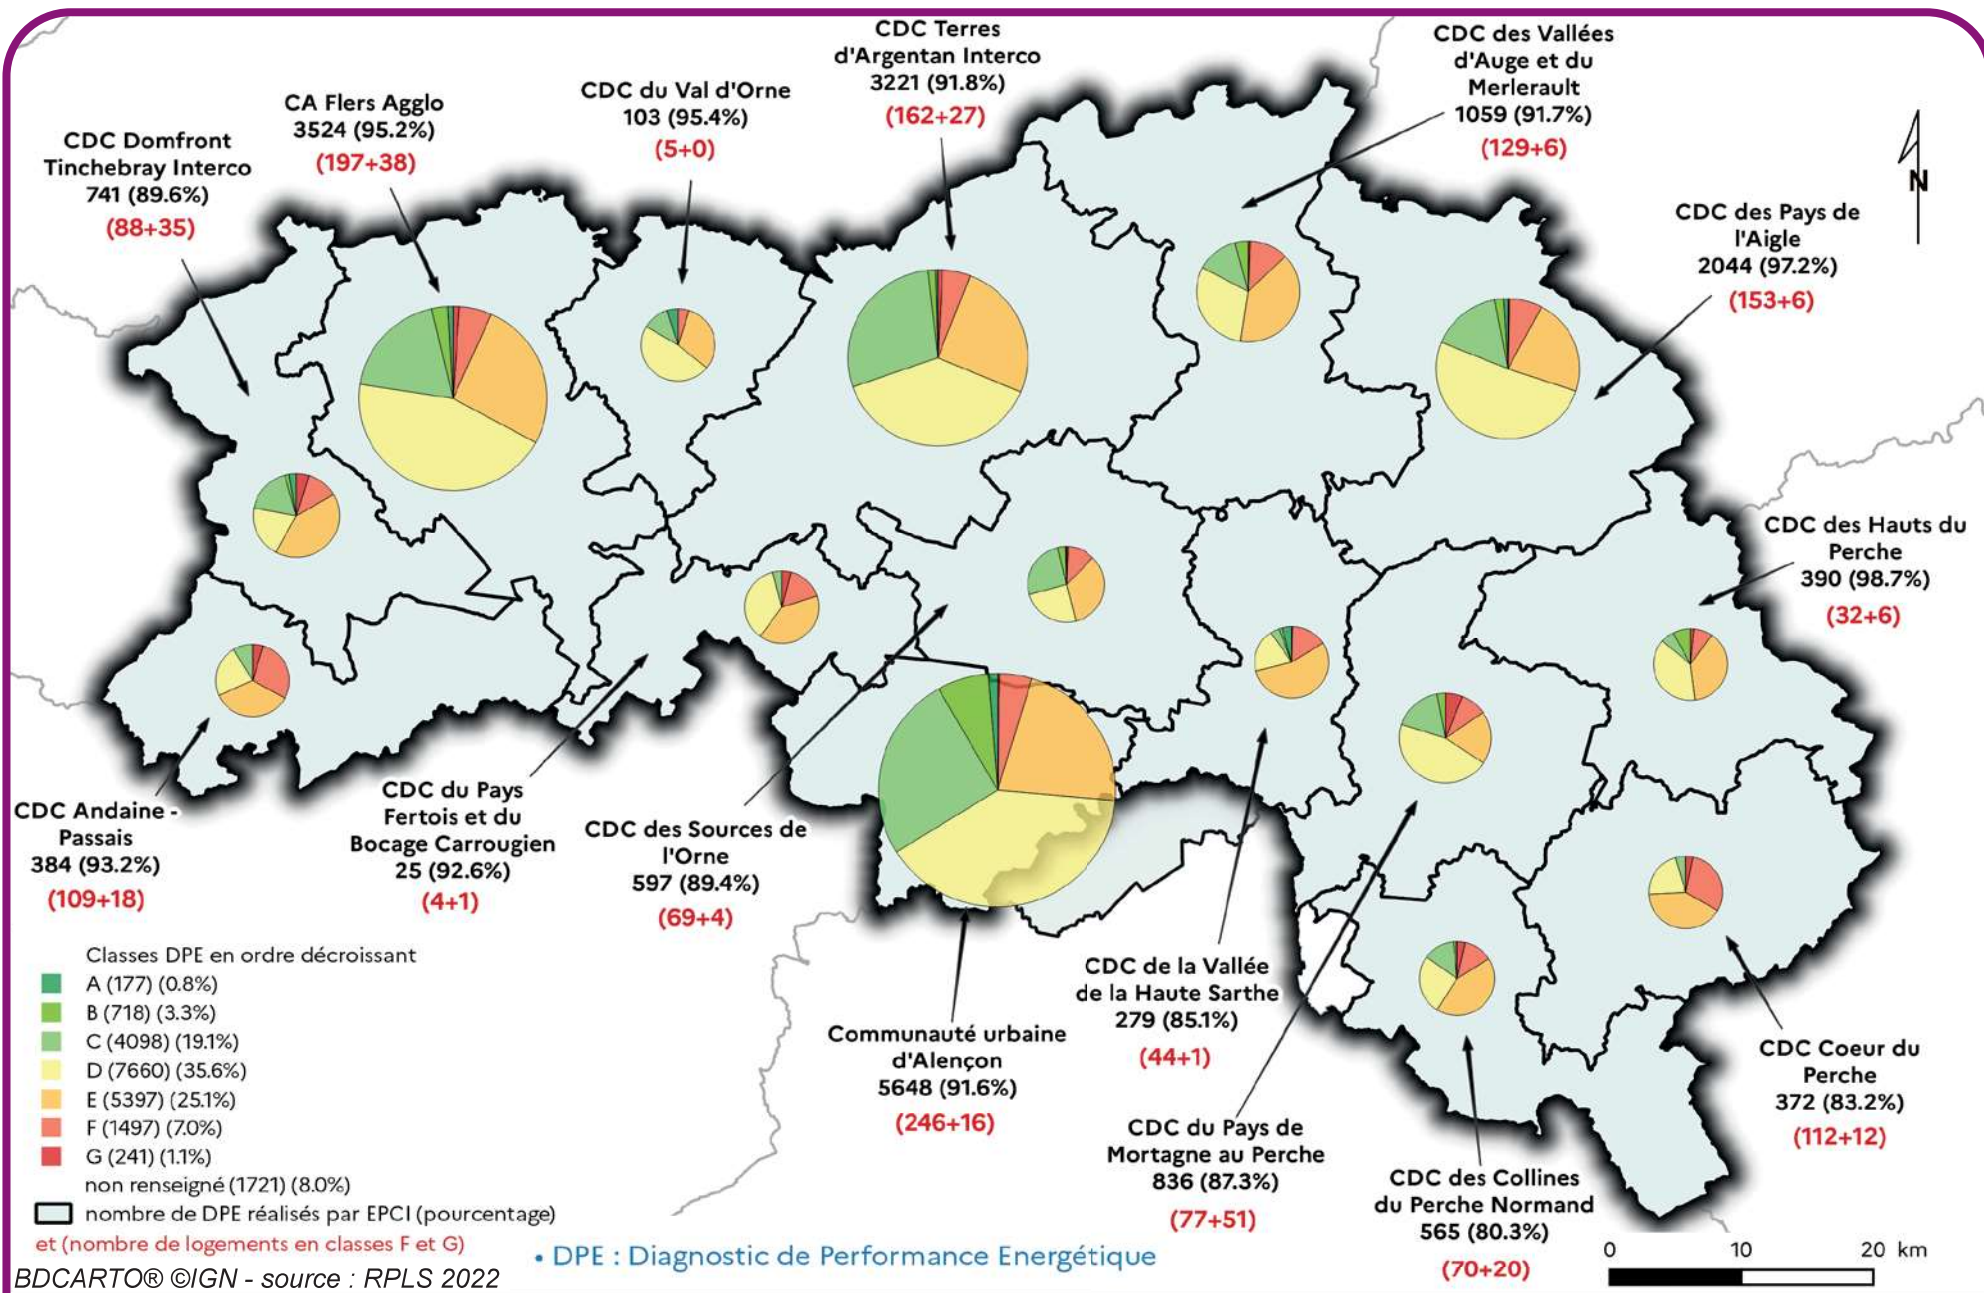 CDC Terres
d'Argentan Interco
3221 (91.8%)
(162+27)
CDC des Vallées
d'Auge et du
Merlerault
1059 (91.7%)
(129+6)
CDC du Val d'Orne
103 (95.4%)
(5+0)
CA Flers Agglo
3524 (95.2%)
(197+38)
CDC Domfront
Tinchebray Interco
741 (89.6%)
(88+35)
N
CDC des Pays de
l'Aigle
2044 (97.2%)
(153+6)
CDC des Hauts du
Perche
390 (98.7%)
(32+6)
CDC Andaine -
Passais
384 (93.2%)
(109+18)
CDC du Pays
Fertois et du
Bocage Carrougien
25 (92.6%)
(4+1)
CDC des Sources de
l'Orne
597 (89.4%)
(69+4)
Communauté urbaine
d'Alençon
5648 (91.6%)
(246+16)
CDC de la Vallée
de la Haute Sarthe
279 (85.1%)
(44+1)
CDC du Pays de
Mortagne au Perche
836 (87.3%)
(77+51)
CDC des Collines
du Perche Normand
565 (80.3%)
(70+20)
CDC Coeur du
Perche
372 (83.2%)
(112+12)
Classes DPE en ordre décroissant
A (177) (0.8%)
B (718) (3.3%)
C (4098) (19.1%)
D (7660) (35.6%)
E (5397) (25.1%)
F (1497) (7.0%)
G (241) (1.1%)
non renseigné (1721) (8.0%)
nombre de DPE réalisés par EPCI (pourcentage)
et (nombre de logements en classes F et G)
BDCARTO® ©IGN - source : RPLS 2022
• DPE : Diagnostic de Performance Energétique
0 10 20 km